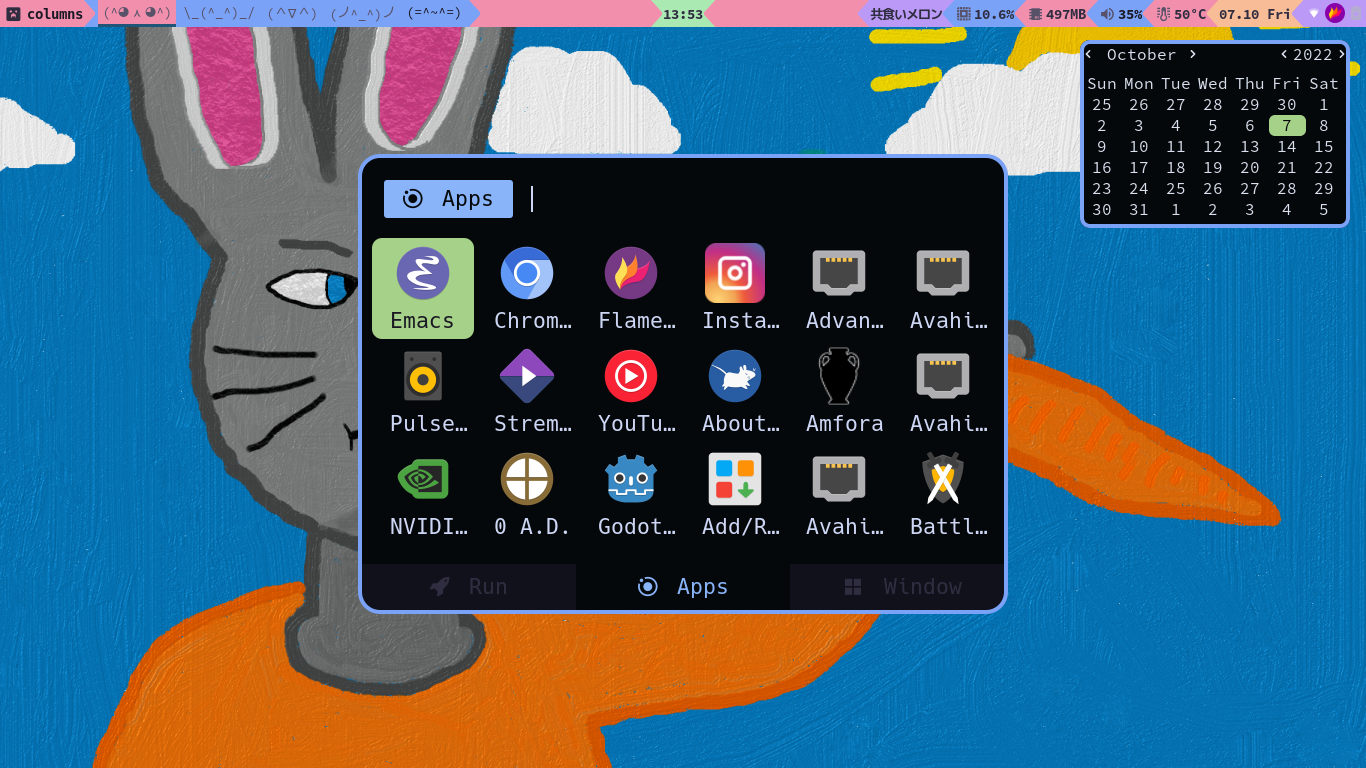 columns (^◕ ᆺ ◕^) \_(^_^)_/ (^∇^) (ノ^_^)ノ (=^~^=) 13:53 共食いメロン 10.6% 497MB 35% 50°C 07.10 Fri
‹ October › ‹ 2022 ›
Sun Mon Tue Wed Thu Fri Sat
25 26 27 28 29 30 1
2 3 4 5 6 7 8
9 10 11 12 13 14 15
16 17 18 19 20 21 22
23 24 25 26 27 28 29
30 31 1 2 3 4 5
Apps
Emacs Chrom… Flame… Insta… Advan… Avahi…
Pulse… Strem… YouTu… About… Amfora Avahi…
NVIDI… 0 A.D. Godot… Add/R… Avahi… Battl…
Run Apps Window